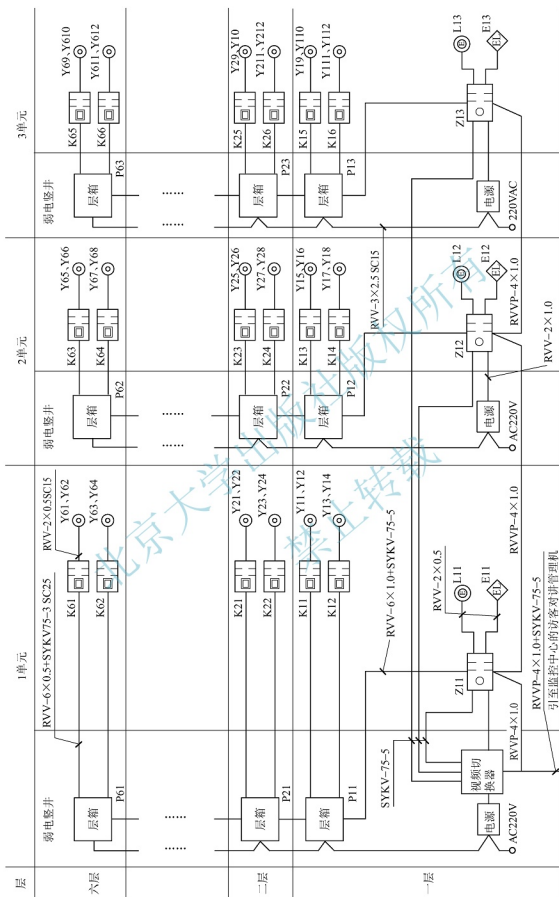 层
1单元
2单元
3单元
弱电竖井
弱电竖井
弱电竖井
六层
RVV-6×0.5+SYKV75-3 SC25
RVV-2×0.5SC15
层箱
P61
K61
Y61、Y62
K62
Y63、Y64
层箱
P62
K63
Y65、Y66
K64
Y67、Y68
层箱
P63
K65
Y69、Y610
K66
Y611、Y612
……
……
……
……
……
……
二层
层箱
P21
K21
Y21、Y22
K22
Y23、Y24
层箱
P22
K23
Y25、Y26
K24
Y27、Y28
层箱
P23
K25
Y29、Y10
K26
Y211、Y212
一层
层箱
P11
K11
Y11、Y12
K12
Y13、Y14
层箱
P12
K13
Y15、Y16
K14
Y17、Y18
层箱
P13
K15
Y19、Y110
K16
Y111、Y112
RVV-6×1.0+SYKV-75-5
RVV-3×2.5 SC15
SYKV-75-5
视频切
换器
电源
AC220V
Z11
L11
E11
EL
RVV-2×0.5
RVVP-4×1.0
RVVP-4×1.0
RVVP-4×1.0+SYKV-75-5
引至监控中心的访客对讲管理机
电源
AC220V
Z12
L12
E12
EL
RVV-2×1.0
RVVP-4×1.0
电源
220VAC
Z13
L13
E13
EL
北京大学出版社版权所有
禁止转载